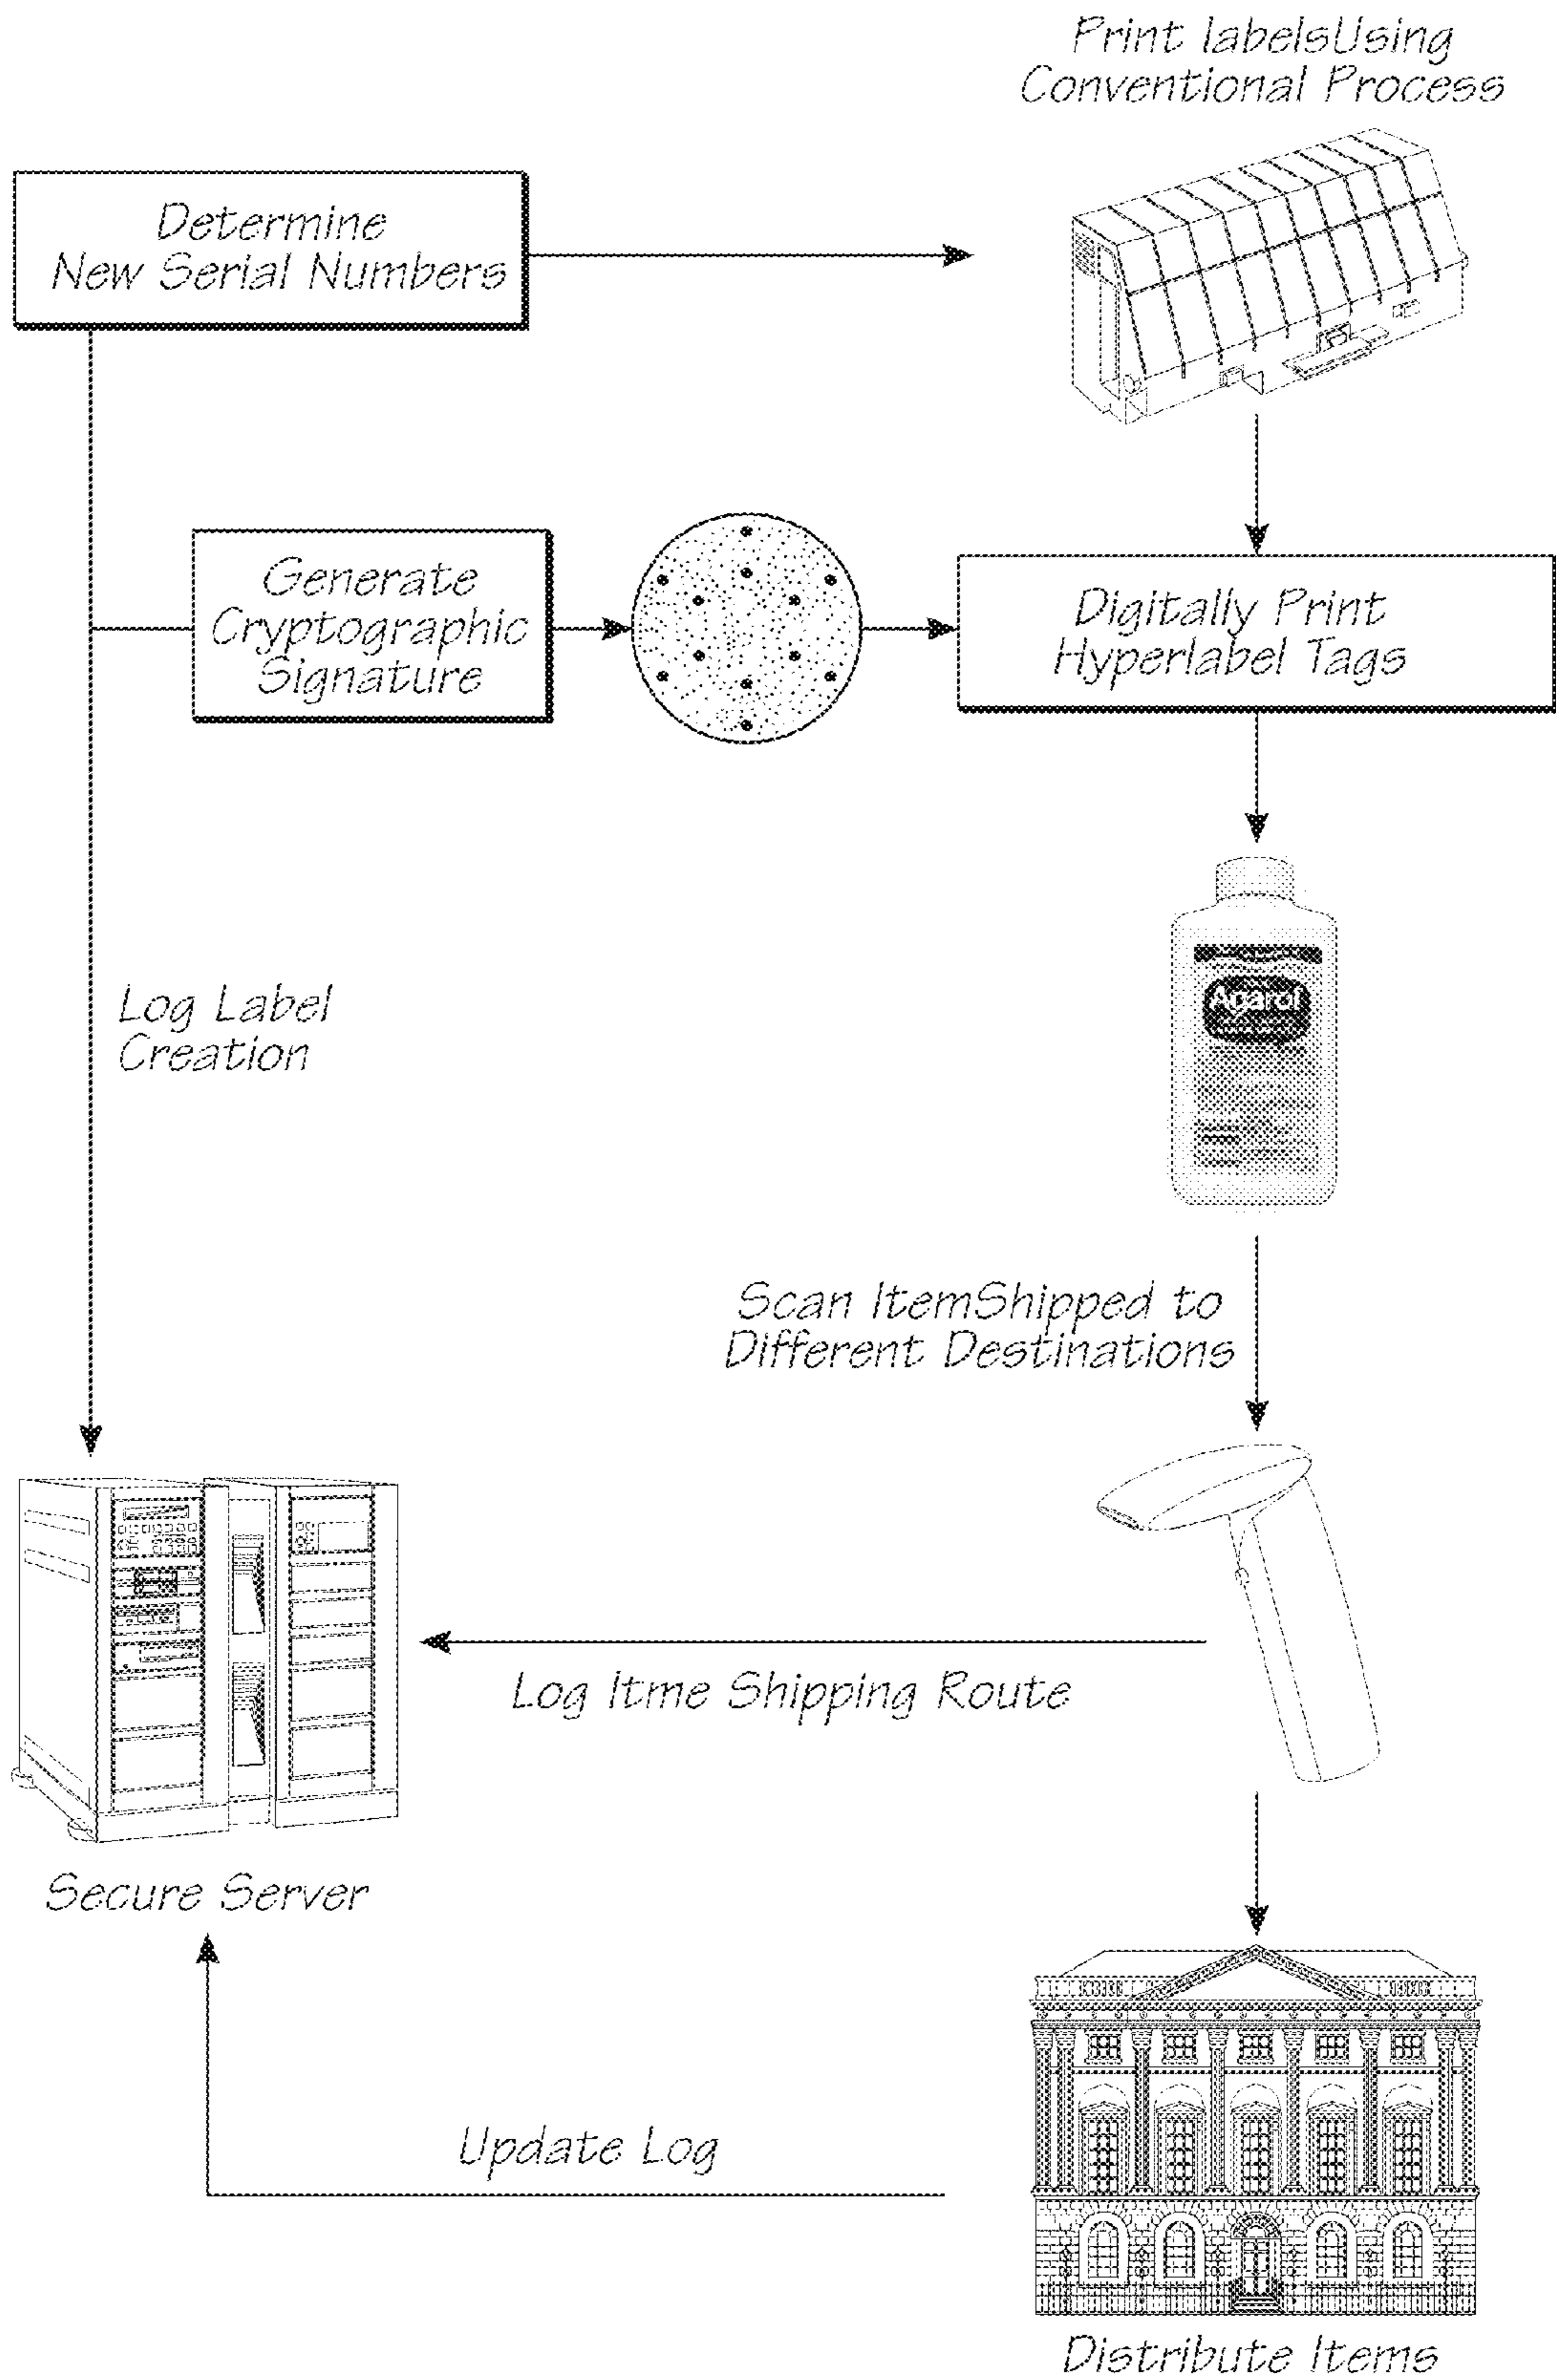 Print labelsUsing
Conventional Process
Determine
New Serial Numbers
Generate
Cryptographic
Signature
Digitally Print
Hyperlabel Tags
Agarol
Log Label
Creation
Scan ItemShipped to
Different Destinations
Log Itme Shipping Route
Secure Server
Update Log
Distribute Items